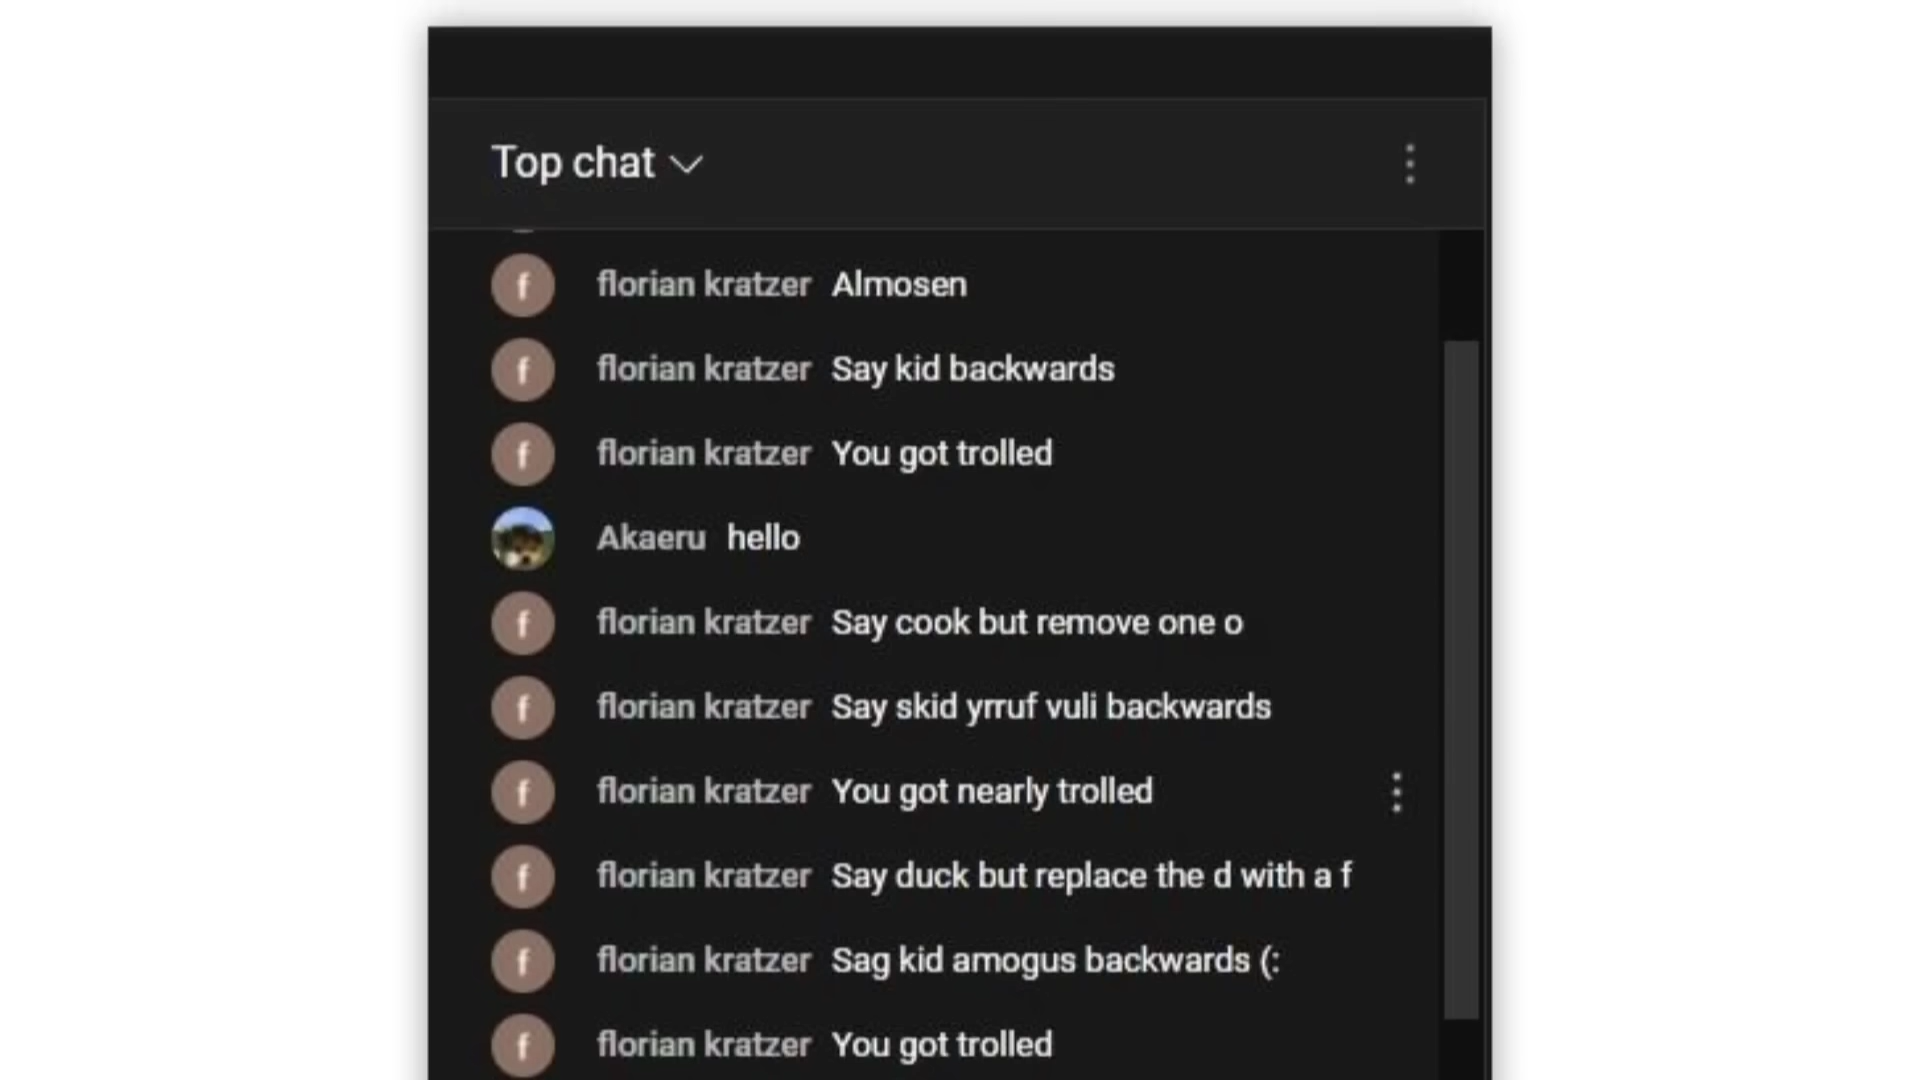 Top chat
f florian kratzer Almosen
f florian kratzer Say kid backwards
f florian kratzer You got trolled
Akaeru hello
f florian kratzer Say cook but remove one o
f florian kratzer Say skid yrruf vuli backwards
f florian kratzer You got nearly trolled
f florian kratzer Say duck but replace the d with a f
f florian kratzer Sag kid amogus backwards (:
f florian kratzer You got trolled